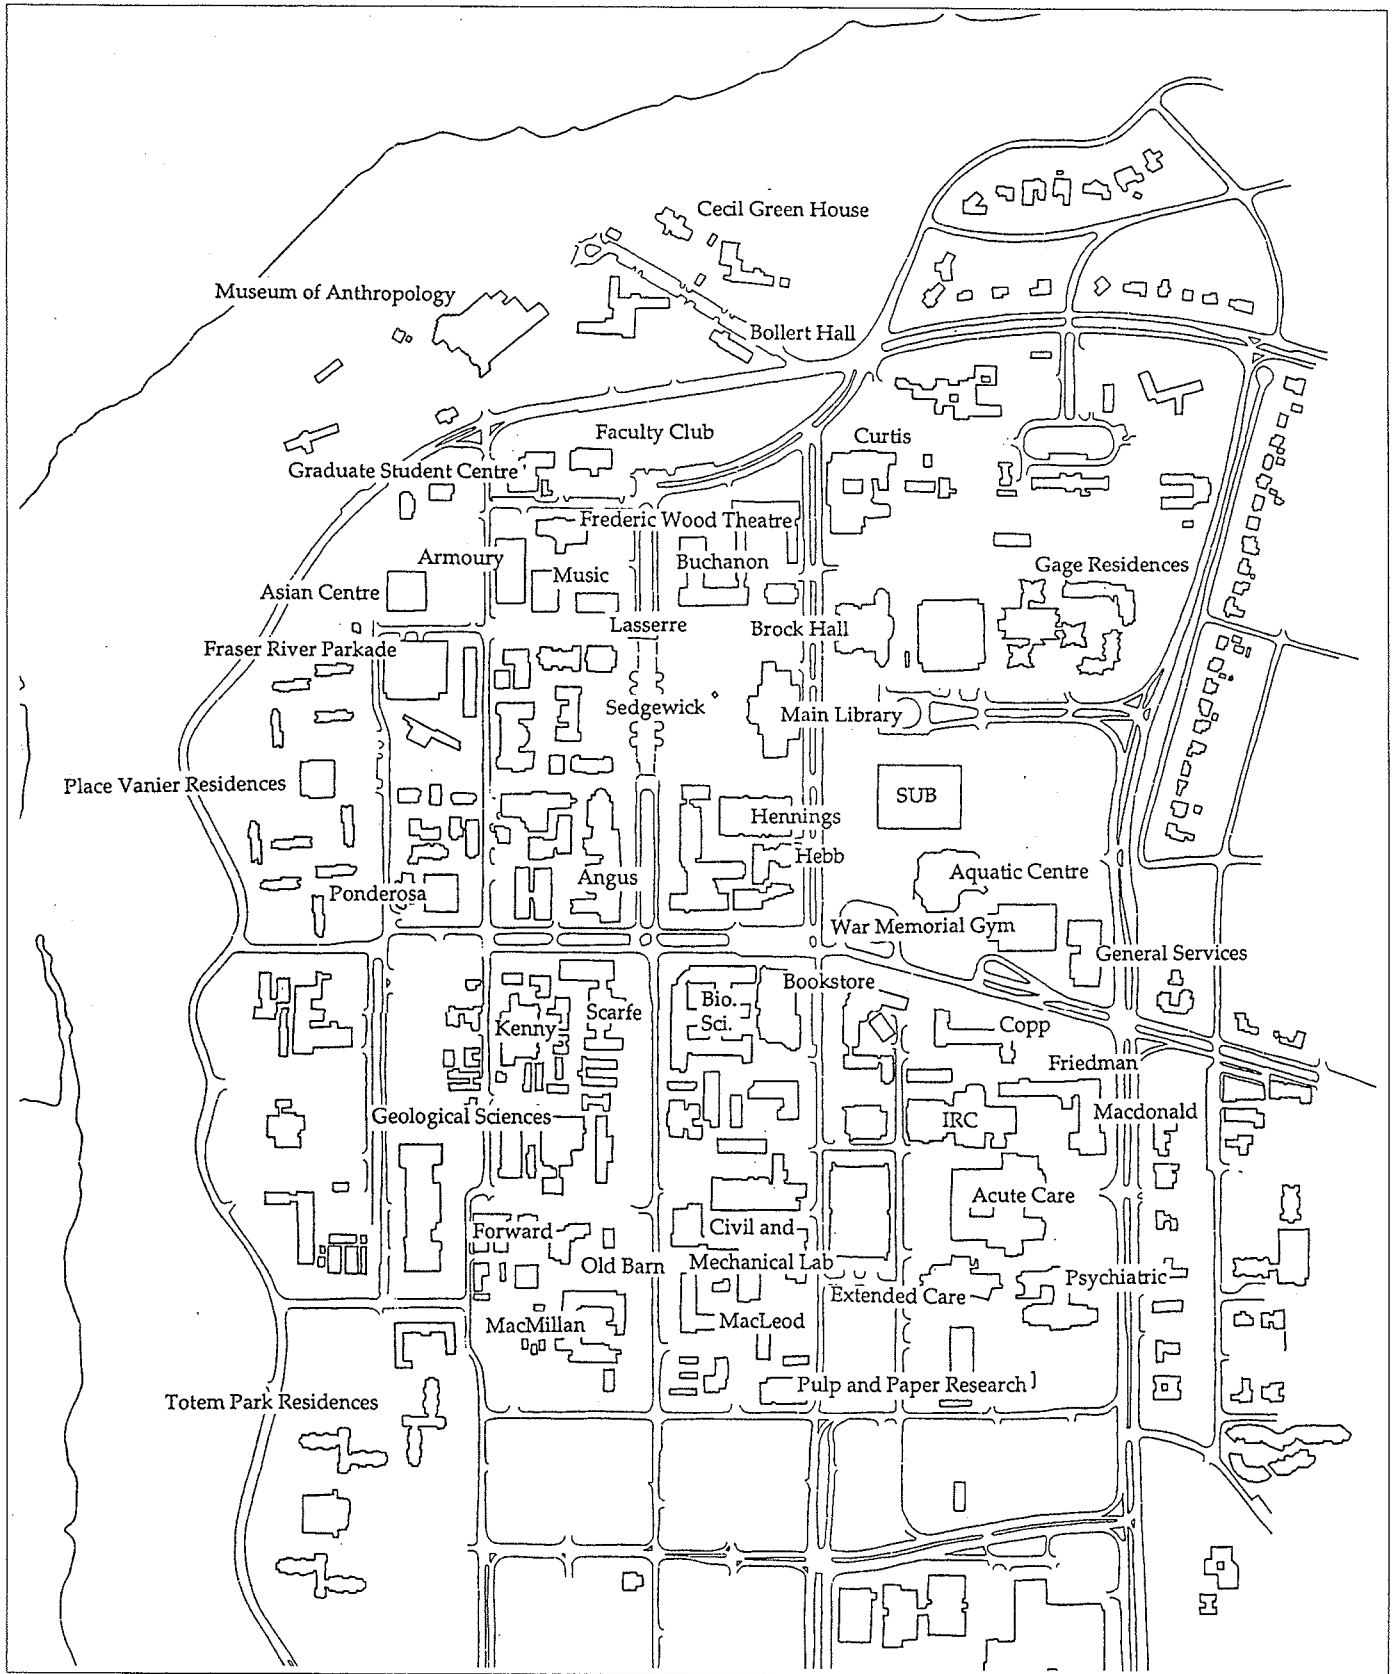 Cecil Green House
Museum of Anthropology
Bollert Hall
Faculty Club
Curtis
Graduate Student Centre
Frederic Wood Theatre
Armoury
Buchanon
Music
Gage Residences
Asian Centre
Lasserre
Brock Hall
Fraser River Parkade
Sedgewick
Main Library
Place Vanier Residences
SUB
Hennings
Hebb
Aquatic Centre
Angus
Ponderosa
War Memorial Gym
General Services
Bookstore
Bio.
Sci.
Scarfe
Kenny
Copp
Friedman
Geological Sciences
IRC
Macdonald
Acute Care
Forward
Civil and
Mechanical Lab
Old Barn
Psychiatric
Extended Care
MacMillan
MacLeod
Pulp and Paper Research
Totem Park Residences